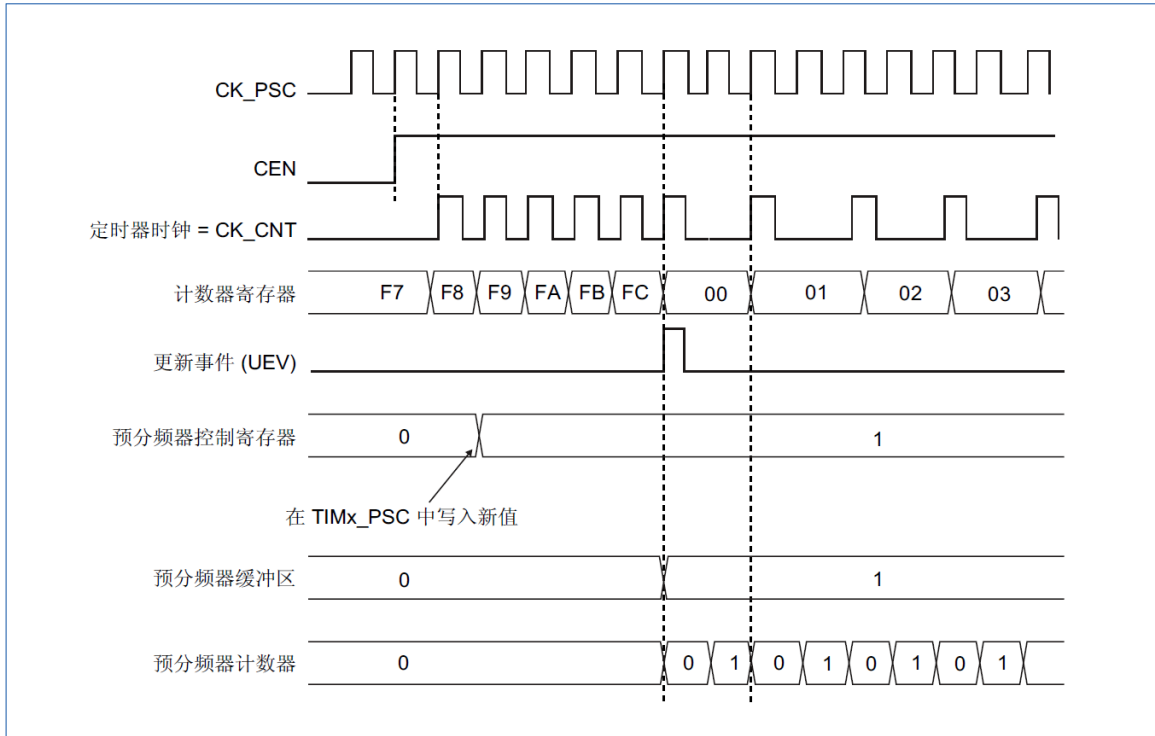 CK_PSC
CEN
定时器时钟 = CK_CNT
计数器寄存器 F7 F8 F9 FA FB FC 00 01 02 03
更新事件 (UEV)
预分频器控制寄存器 0 1
在 TIMx_PSC 中写入新值
预分频器缓冲区 0 1
预分频器计数器 0 0 1 0 1 0 1 0 1